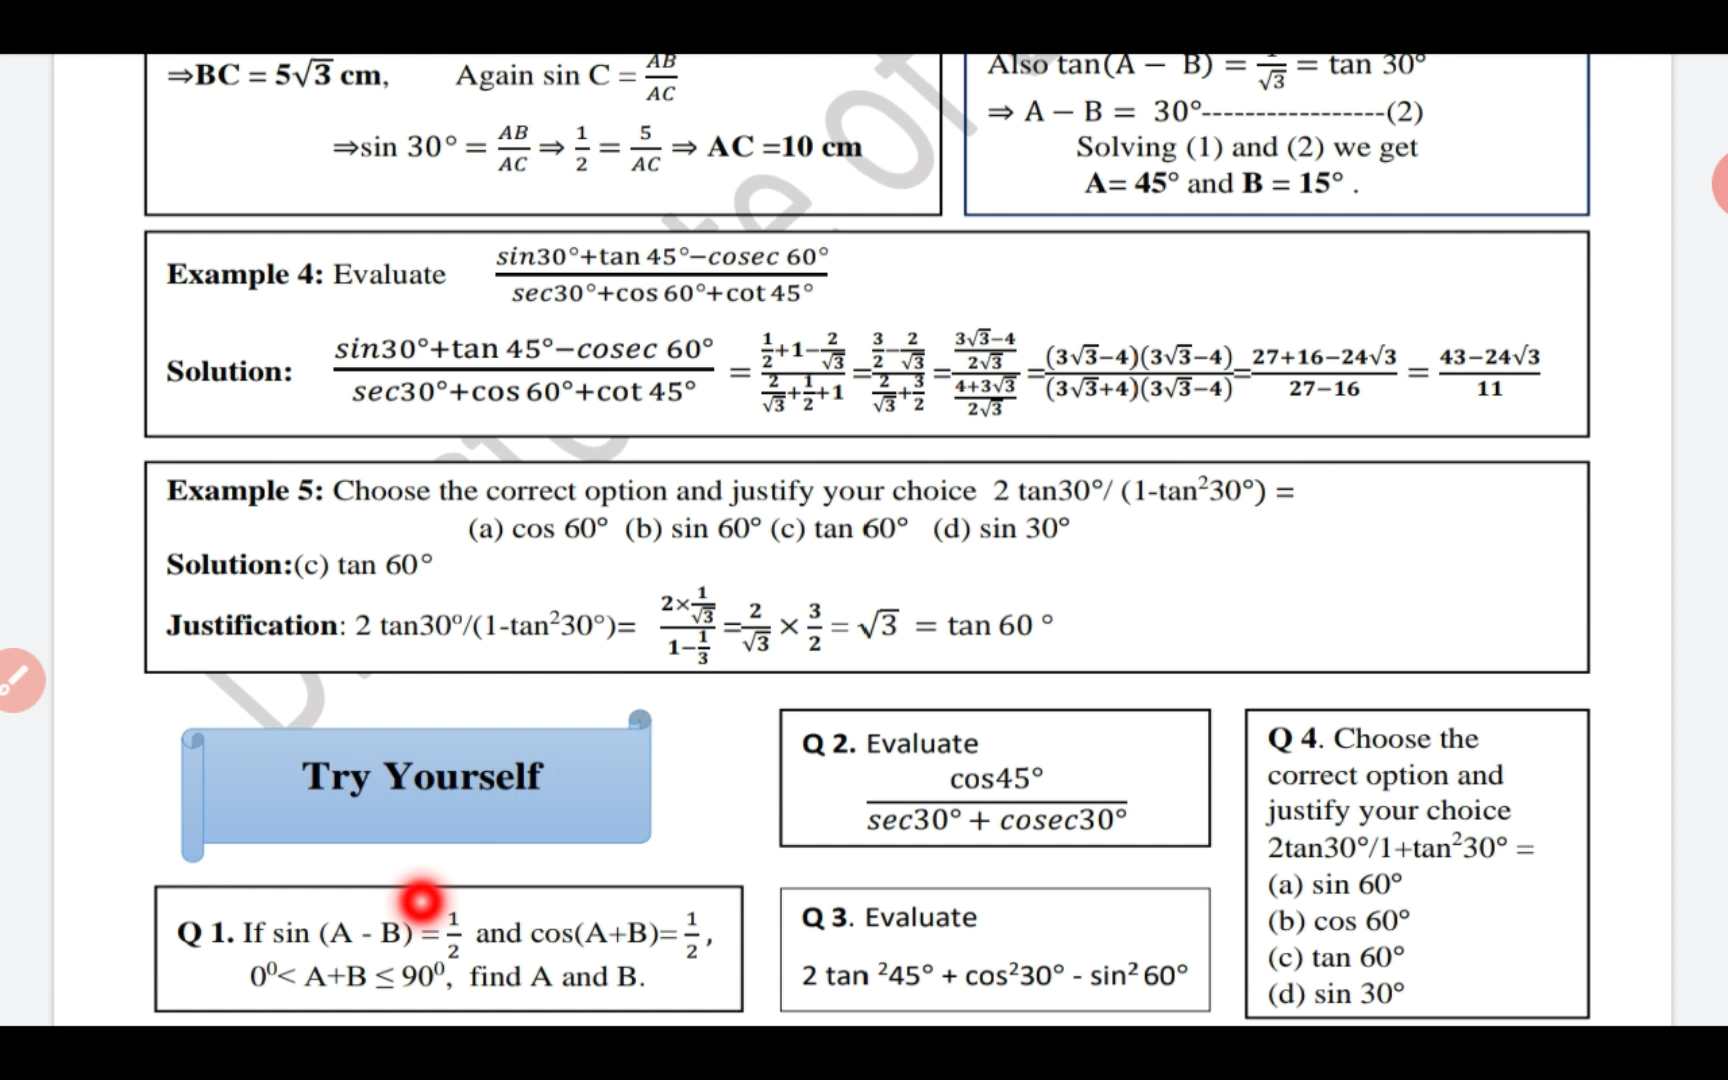 ⇒BC = 5√3 cm, Again sin C = AB/AC
⇒sin 30° = AB/AC ⇒ 1/2 = 5/AC ⇒ AC =10 cm
Also tan(A − B) = 1/√3 = tan 30°
⇒ A − B = 30°-----------------(2)
Solving (1) and (2) we get
A= 45° and B = 15° .
Example 4: Evaluate (sin30°+tan 45°−cosec 60°)/(sec30°+cos 60°+cot 45°)
Solution: (sin30°+tan 45°−cosec 60°)/(sec30°+cos 60°+cot 45°) = (1/2+1−2/√3)/(2/√3+1/2+1) = (3/2−2/√3)/(2/√3+3/2) = ((3√3−4)/(2√3))/((4+3√3)/(2√3)) = ((3√3−4)(3√3−4))/((3√3+4)(3√3−4)) = (27+16−24√3)/(27−16) = (43−24√3)/11
Example 5: Choose the correct option and justify your choice 2 tan30°/ (1-tan²30°) =
(a) cos 60° (b) sin 60° (c) tan 60° (d) sin 30°
Solution:(c) tan 60°
Justification: 2 tan30°/(1-tan²30°)= (2×1/√3)/(1−1/3) = 2/√3 × 3/2 = √3 = tan 60 °
Try Yourself
Q 1. If sin (A - B) = 1/2 and cos(A+B)= 1/2 ,
0⁰< A+B ≤ 90⁰, find A and B.
Q 2. Evaluate
cos45°/(sec30° + cosec30°)
Q 3. Evaluate
2 tan ²45° + cos²30° - sin² 60°
Q 4. Choose the
correct option and
justify your choice
2tan30°/1+tan²30° =
(a) sin 60°
(b) cos 60°
(c) tan 60°
(d) sin 30°